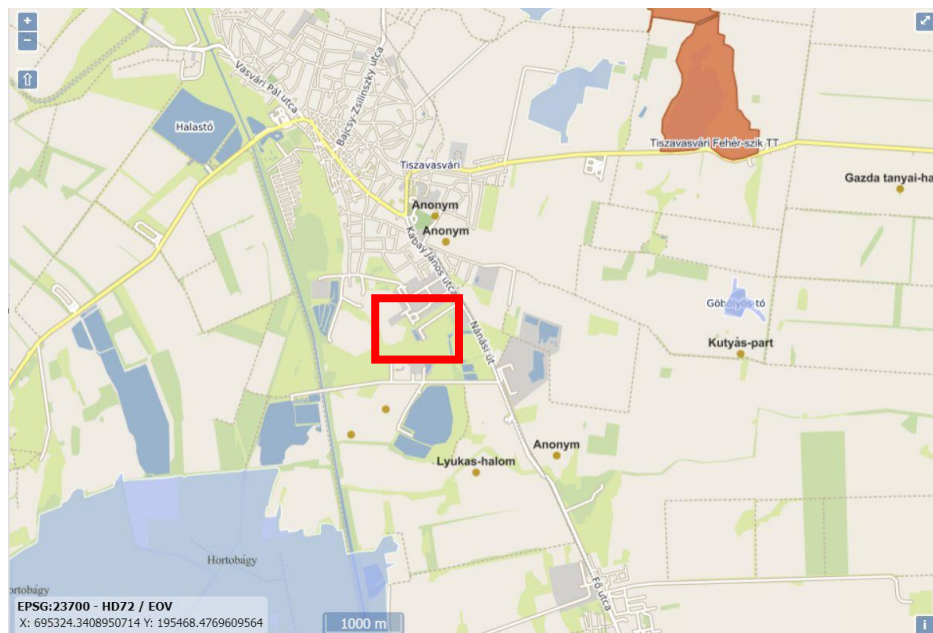 +
−
⇧
⤢
Vasvári Pál utca
Bajcsy-Zsilinszky utca
Halastó
Tiszavasvári
Tiszavasvári Fehér-szik TT
Gazda tanyai-ha
Anonym
Anonym
Kabay János utca
Nánási út
Göbölyös-tó
Kutyás-part
Anonym
Lyukas-halom
Hortobágy
ortobágy
Fő utca
EPSG:23700 - HD72 / EOV
X: 695324.3408950714 Y: 195468.4769609564
1000 m
i